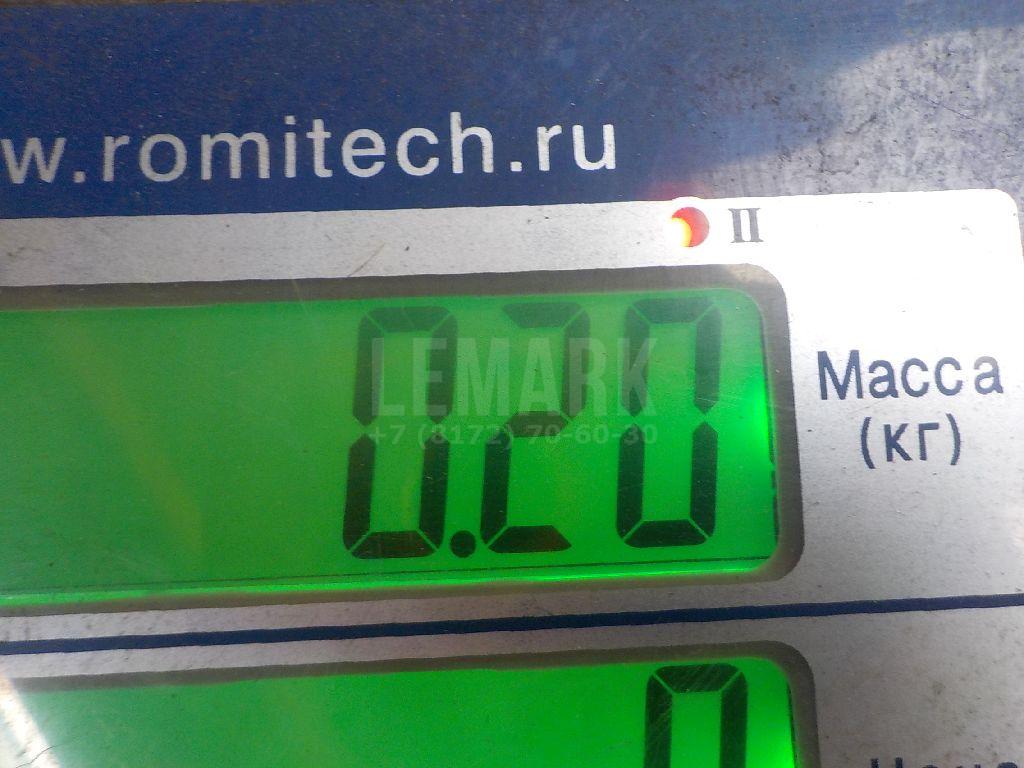 w.romitech.ru
II
0.20
Масса
(кг)
LEMARK
+7 (8172) 70-60-30
0